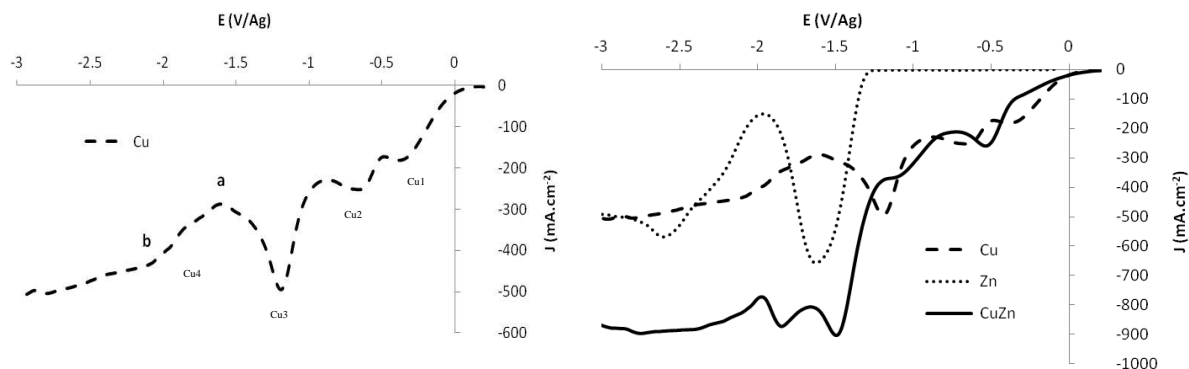 E (V/Ag)
-3 -2.5 -2 -1.5 -1 -0.5 0
0
-100
-200
-300
-400
-500
-600
J (mA.cm-2)
Cu
a
b
Cu1
Cu2
Cu3
Cu4
E (V/Ag)
-3 -2.5 -2 -1.5 -1 -0.5 0
0
-100
-200
-300
-400
-500
-600
-700
-800
-900
-1000
J (mA.cm-2)
Cu
Zn
CuZn